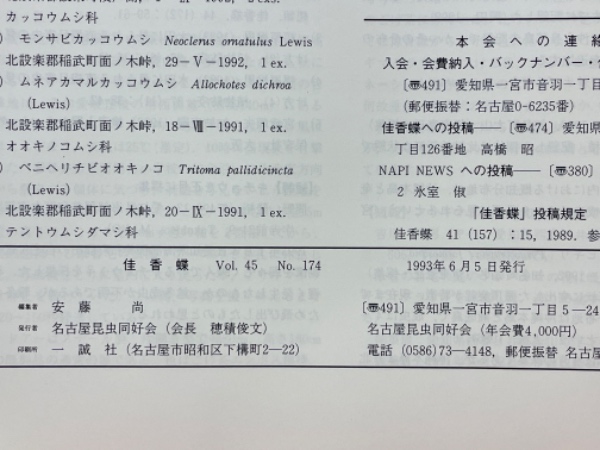 カッコウムシ科
) モンサビカッコウムシ Neoclerus ornatulus Lewis
北設楽郡稲武町面ノ木峠, 29-Ⅴ-1992, 1 ex.
) ムネアカマルカッコウムシ Allochotes dichroa
(Lewis)
北設楽郡稲武町面ノ木峠, 18-Ⅷ-1991, 1 ex.
オオキノコムシ科
) ベニヘリチビオオキノコ Tritoma pallidicincta
(Lewis)
北設楽郡稲武町面ノ木峠, 20-Ⅸ-1991, 1 ex.
テントウムシダマシ科
本会への連絡
入会・会費納入・バックナンバー・
[〠491] 愛知県一宮市音羽一丁目
(郵便振替:名古屋0-6235番)
佳香蝶への投稿―― [〠474] 愛知県
丁目126番地 高橋 昭
NAPI NEWS への投稿――[〠380]
2 氷室 俶
「佳香蝶」投稿規定
佳香蝶 41 (157) : 15, 1989. 参
佳香蝶 Vol. 45 No. 174
1993年6月5日発行
編集者 安藤 尚
発行者 名古屋昆虫同好会 (会長 穂積俊文)
印刷所 一誠社 (名古屋市昭和区下構町2―22)
[〠491] 愛知県一宮市音羽一丁目5―24
名古屋昆虫同好会 (年会費4,000円)
電話 (0586)73―4148, 郵便振替 名古屋